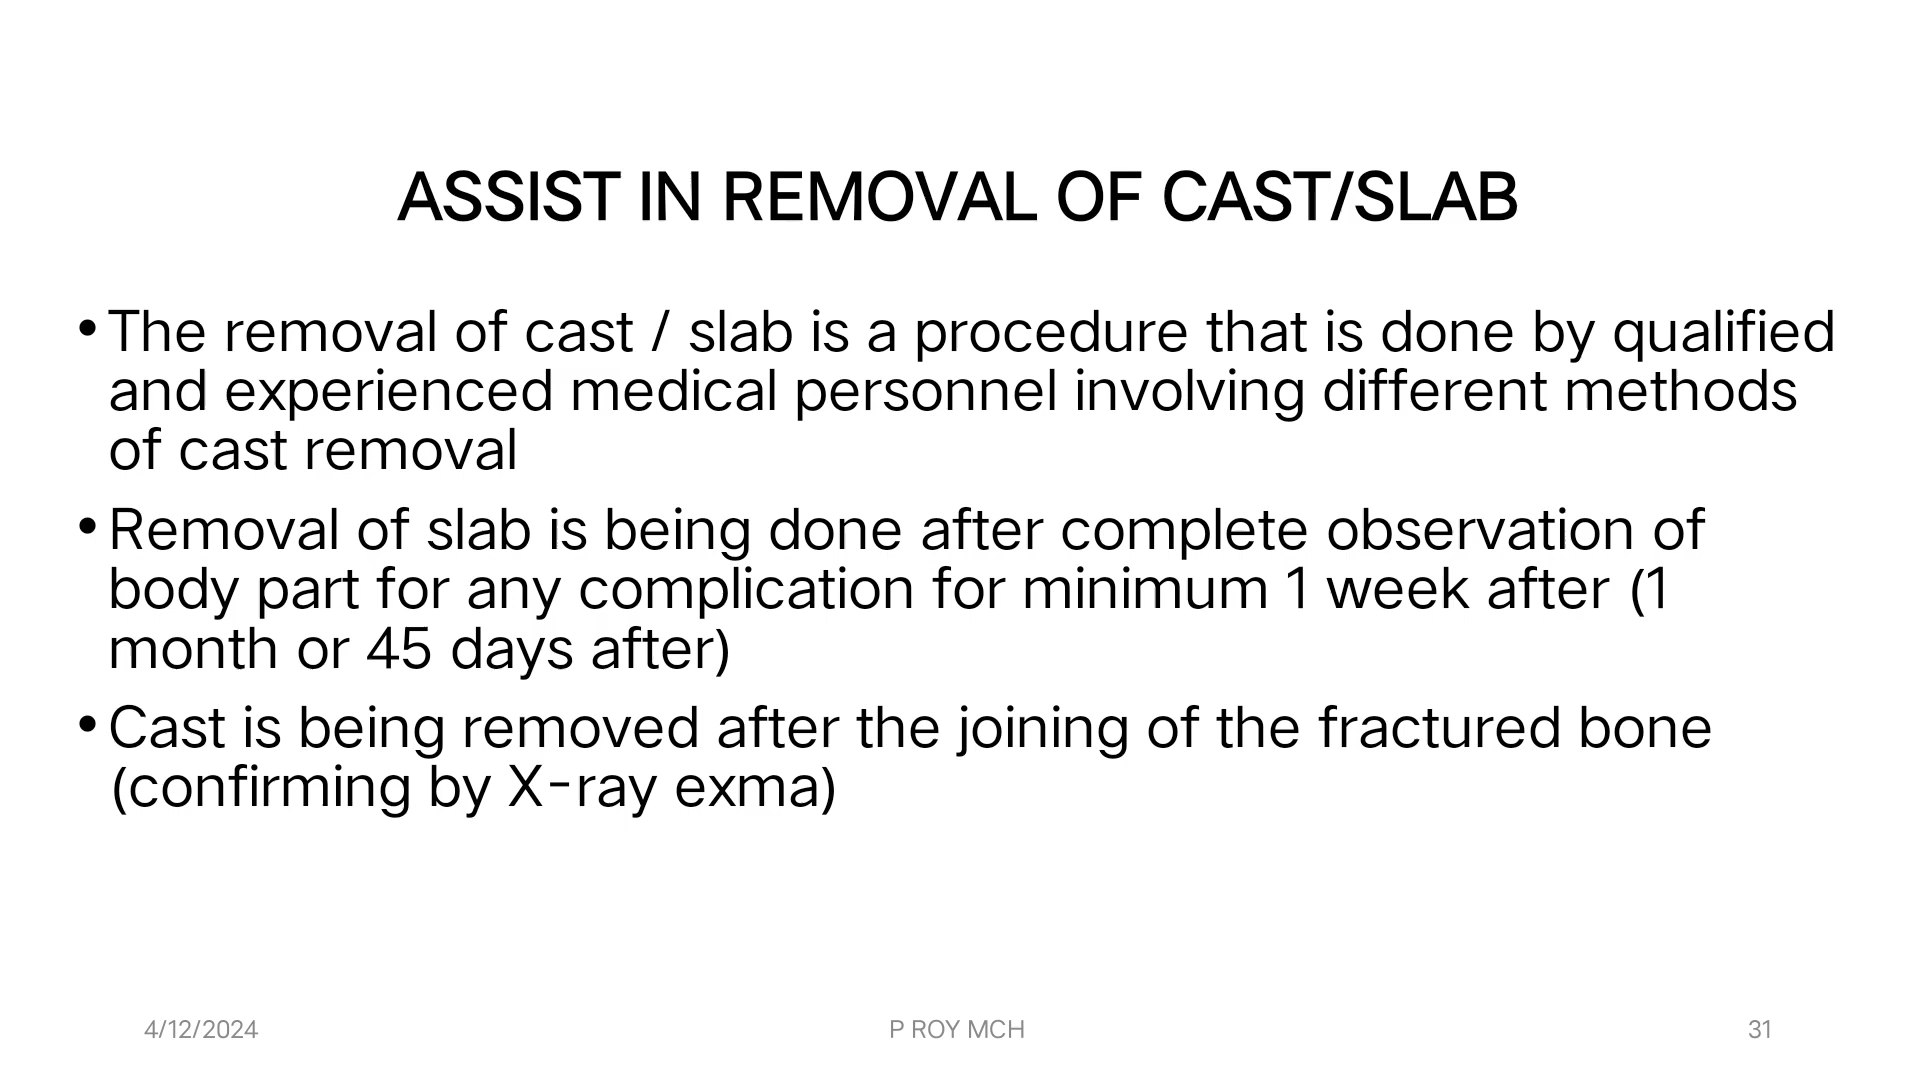 ASSIST IN REMOVAL OF CAST/SLAB
• The removal of cast / slab is a procedure that is done by qualified
and experienced medical personnel involving different methods
of cast removal
• Removal of slab is being done after complete observation of
body part for any complication for minimum 1 week after (1
month or 45 days after)
• Cast is being removed after the joining of the fractured bone
(confirming by X-ray exma)
4/12/2024
P ROY MCH
31